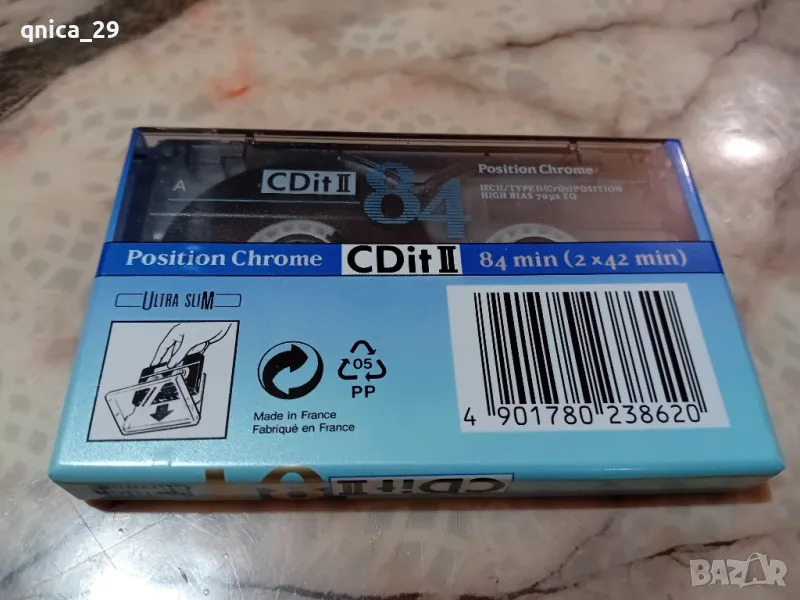 qnica_29
A
CDit II
84
Position Chrome
IECII/TYPE II(CrO₂)POSITION
HIGH BIAS 70μs EQ
Position Chrome CDit II 84 min (2 x 42 min)
ULTRA SLIM
05
PP
Made in France
Fabriqué en France
4 901780 238620
CDit II
BAZAR